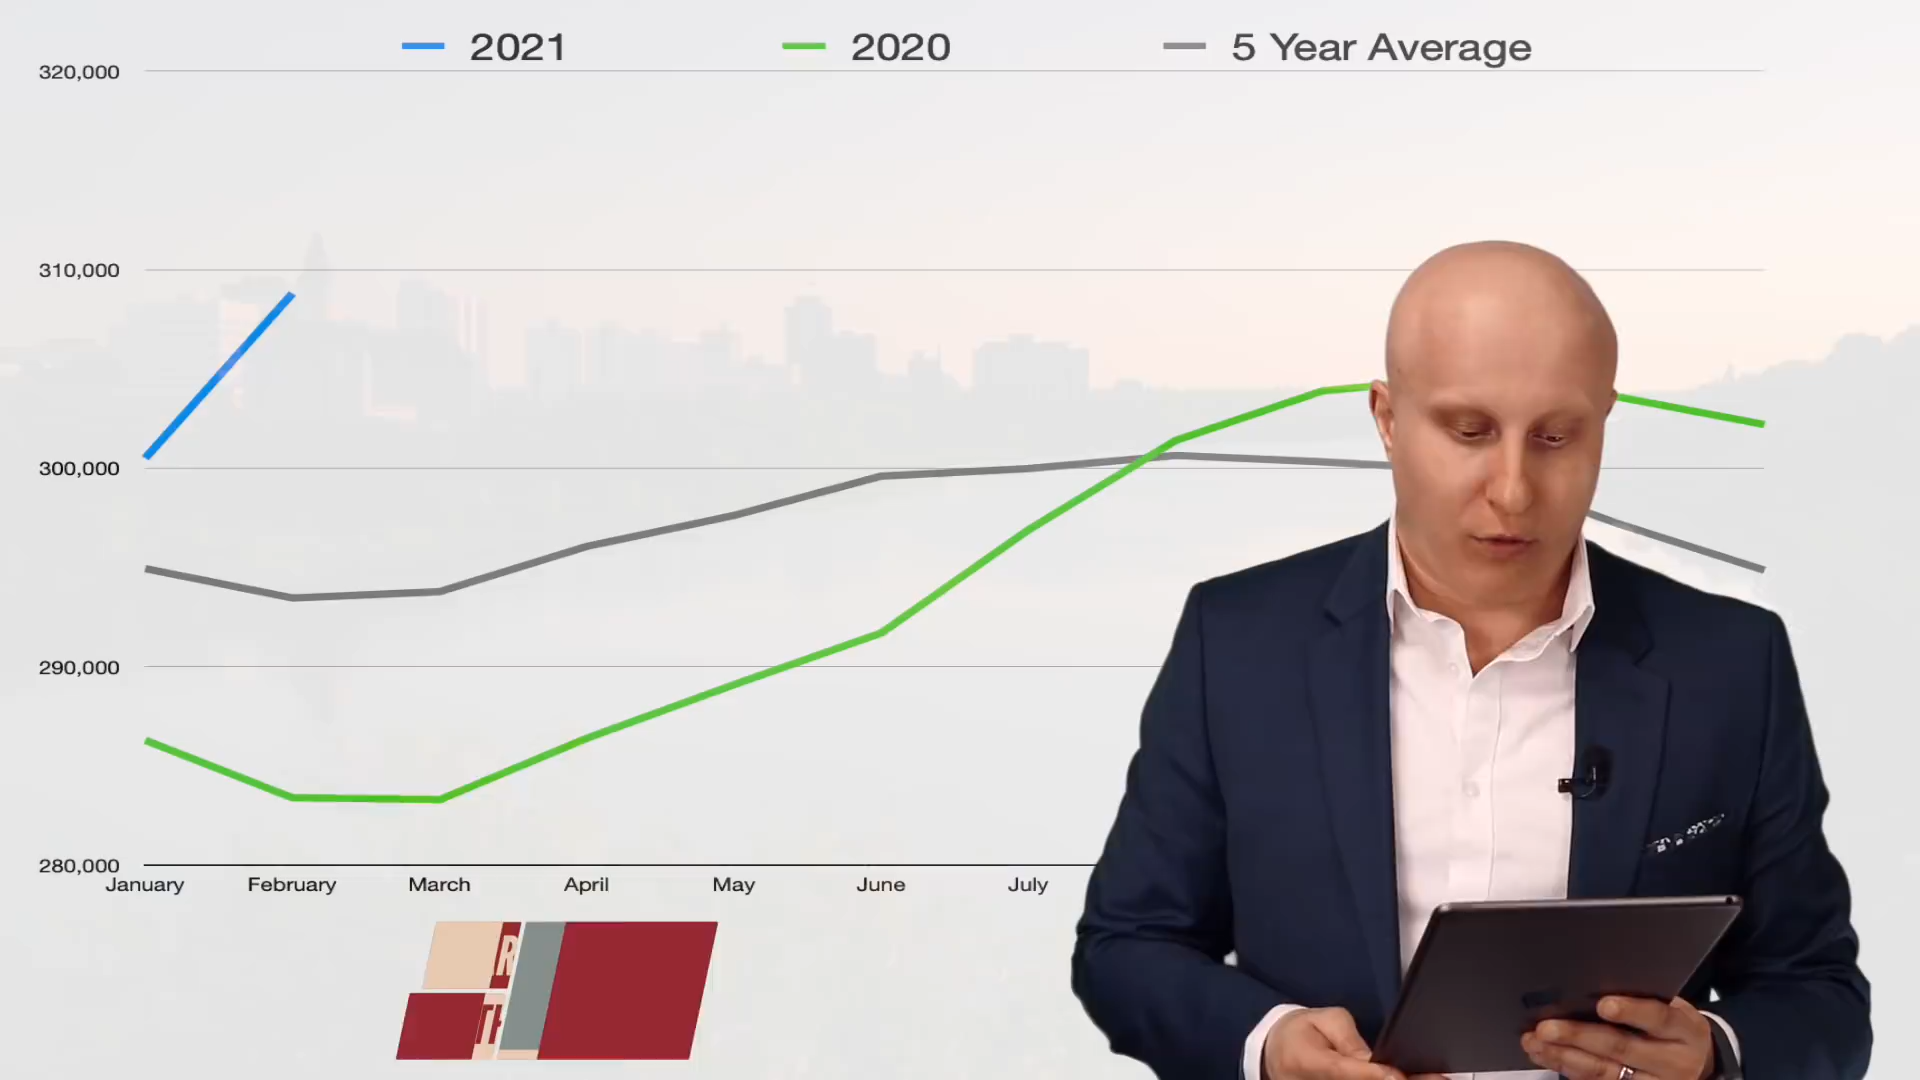 2021 2020 5 Year Average
320,000
310,000
300,000
290,000
280,000
January February March April May June July